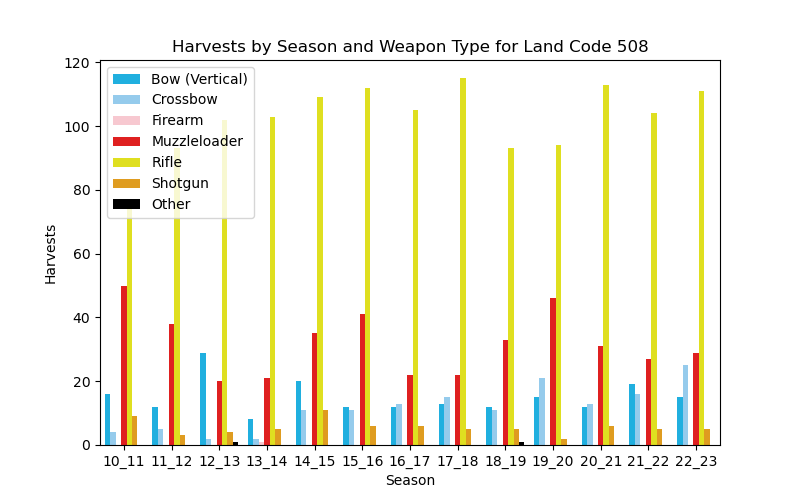 Harvests by Season and Weapon Type for Land Code 508
120
100
80
60
40
20
0
Harvests
Bow (Vertical)
Crossbow
Firearm
Muzzleloader
Rifle
Shotgun
Other
10_11 11_12 12_13 13_14 14_15 15_16 16_17 17_18 18_19 19_20 20_21 21_22 22_23
Season